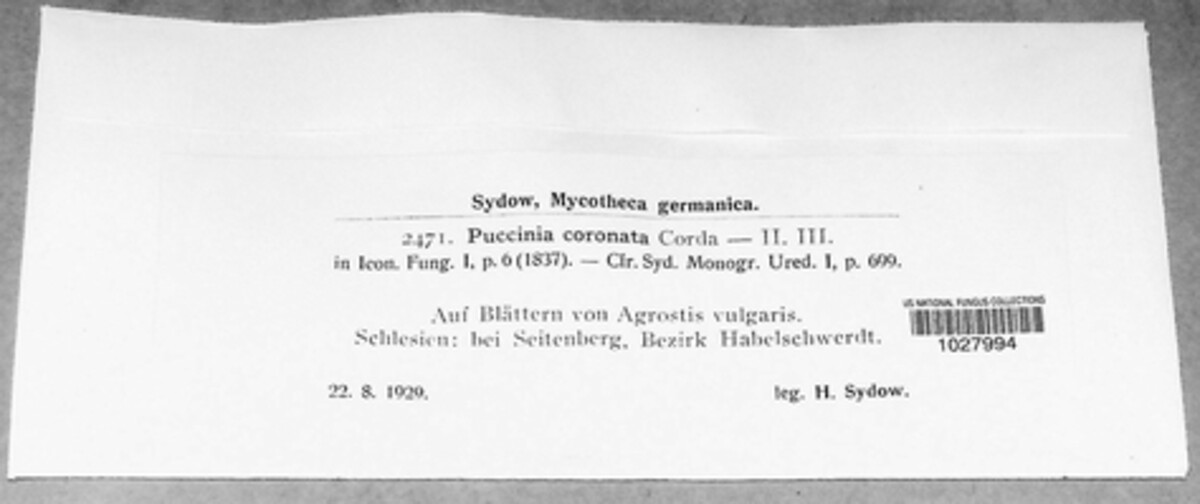 Sydow, Mycotheca germanica.
2471. Puccinia coronata Corda — II. III.
in Icon. Fung. I, p. 6 (1837). — Cfr. Syd. Monogr. Ured. I, p. 699.
Auf Blättern von Agrostis vulgaris.
Schlesien: bei Seitenberg, Bezirk Habelschwerdt.
US NATIONAL FUNGUS COLLECTIONS
1027994
22. 8. 1929.
leg. H. Sydow.